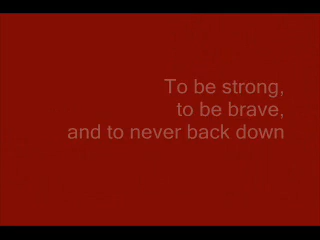 To be strong,
to be brave,
and to never back down